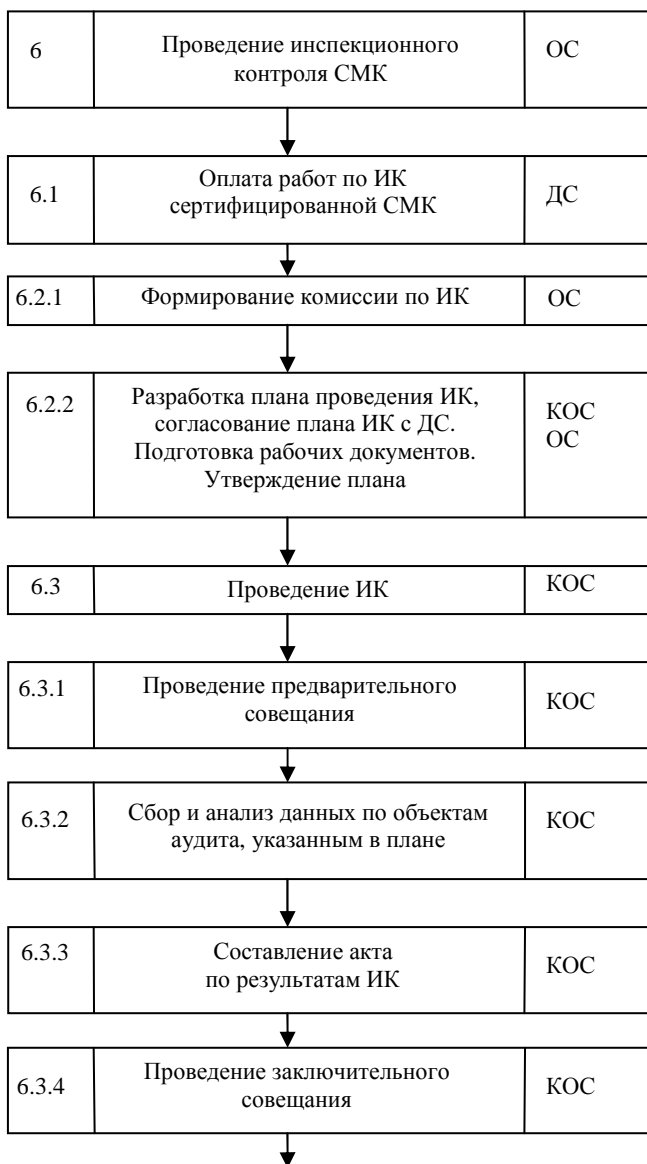 6
Проведение инспекционного
контроля СМК
ОС
6.1
Оплата работ по ИК
сертифицированной СМК
ДС
6.2.1
Формирование комиссии по ИК
ОС
6.2.2
Разработка плана проведения ИК,
согласование плана ИК с ДС.
Подготовка рабочих документов.
Утверждение плана
КОС
ОС
6.3
Проведение ИК
КОС
6.3.1
Проведение предварительного
совещания
КОС
6.3.2
Сбор и анализ данных по объектам
аудита, указанным в плане
КОС
6.3.3
Составление акта
по результатам ИК
КОС
6.3.4
Проведение заключительного
совещания
КОС